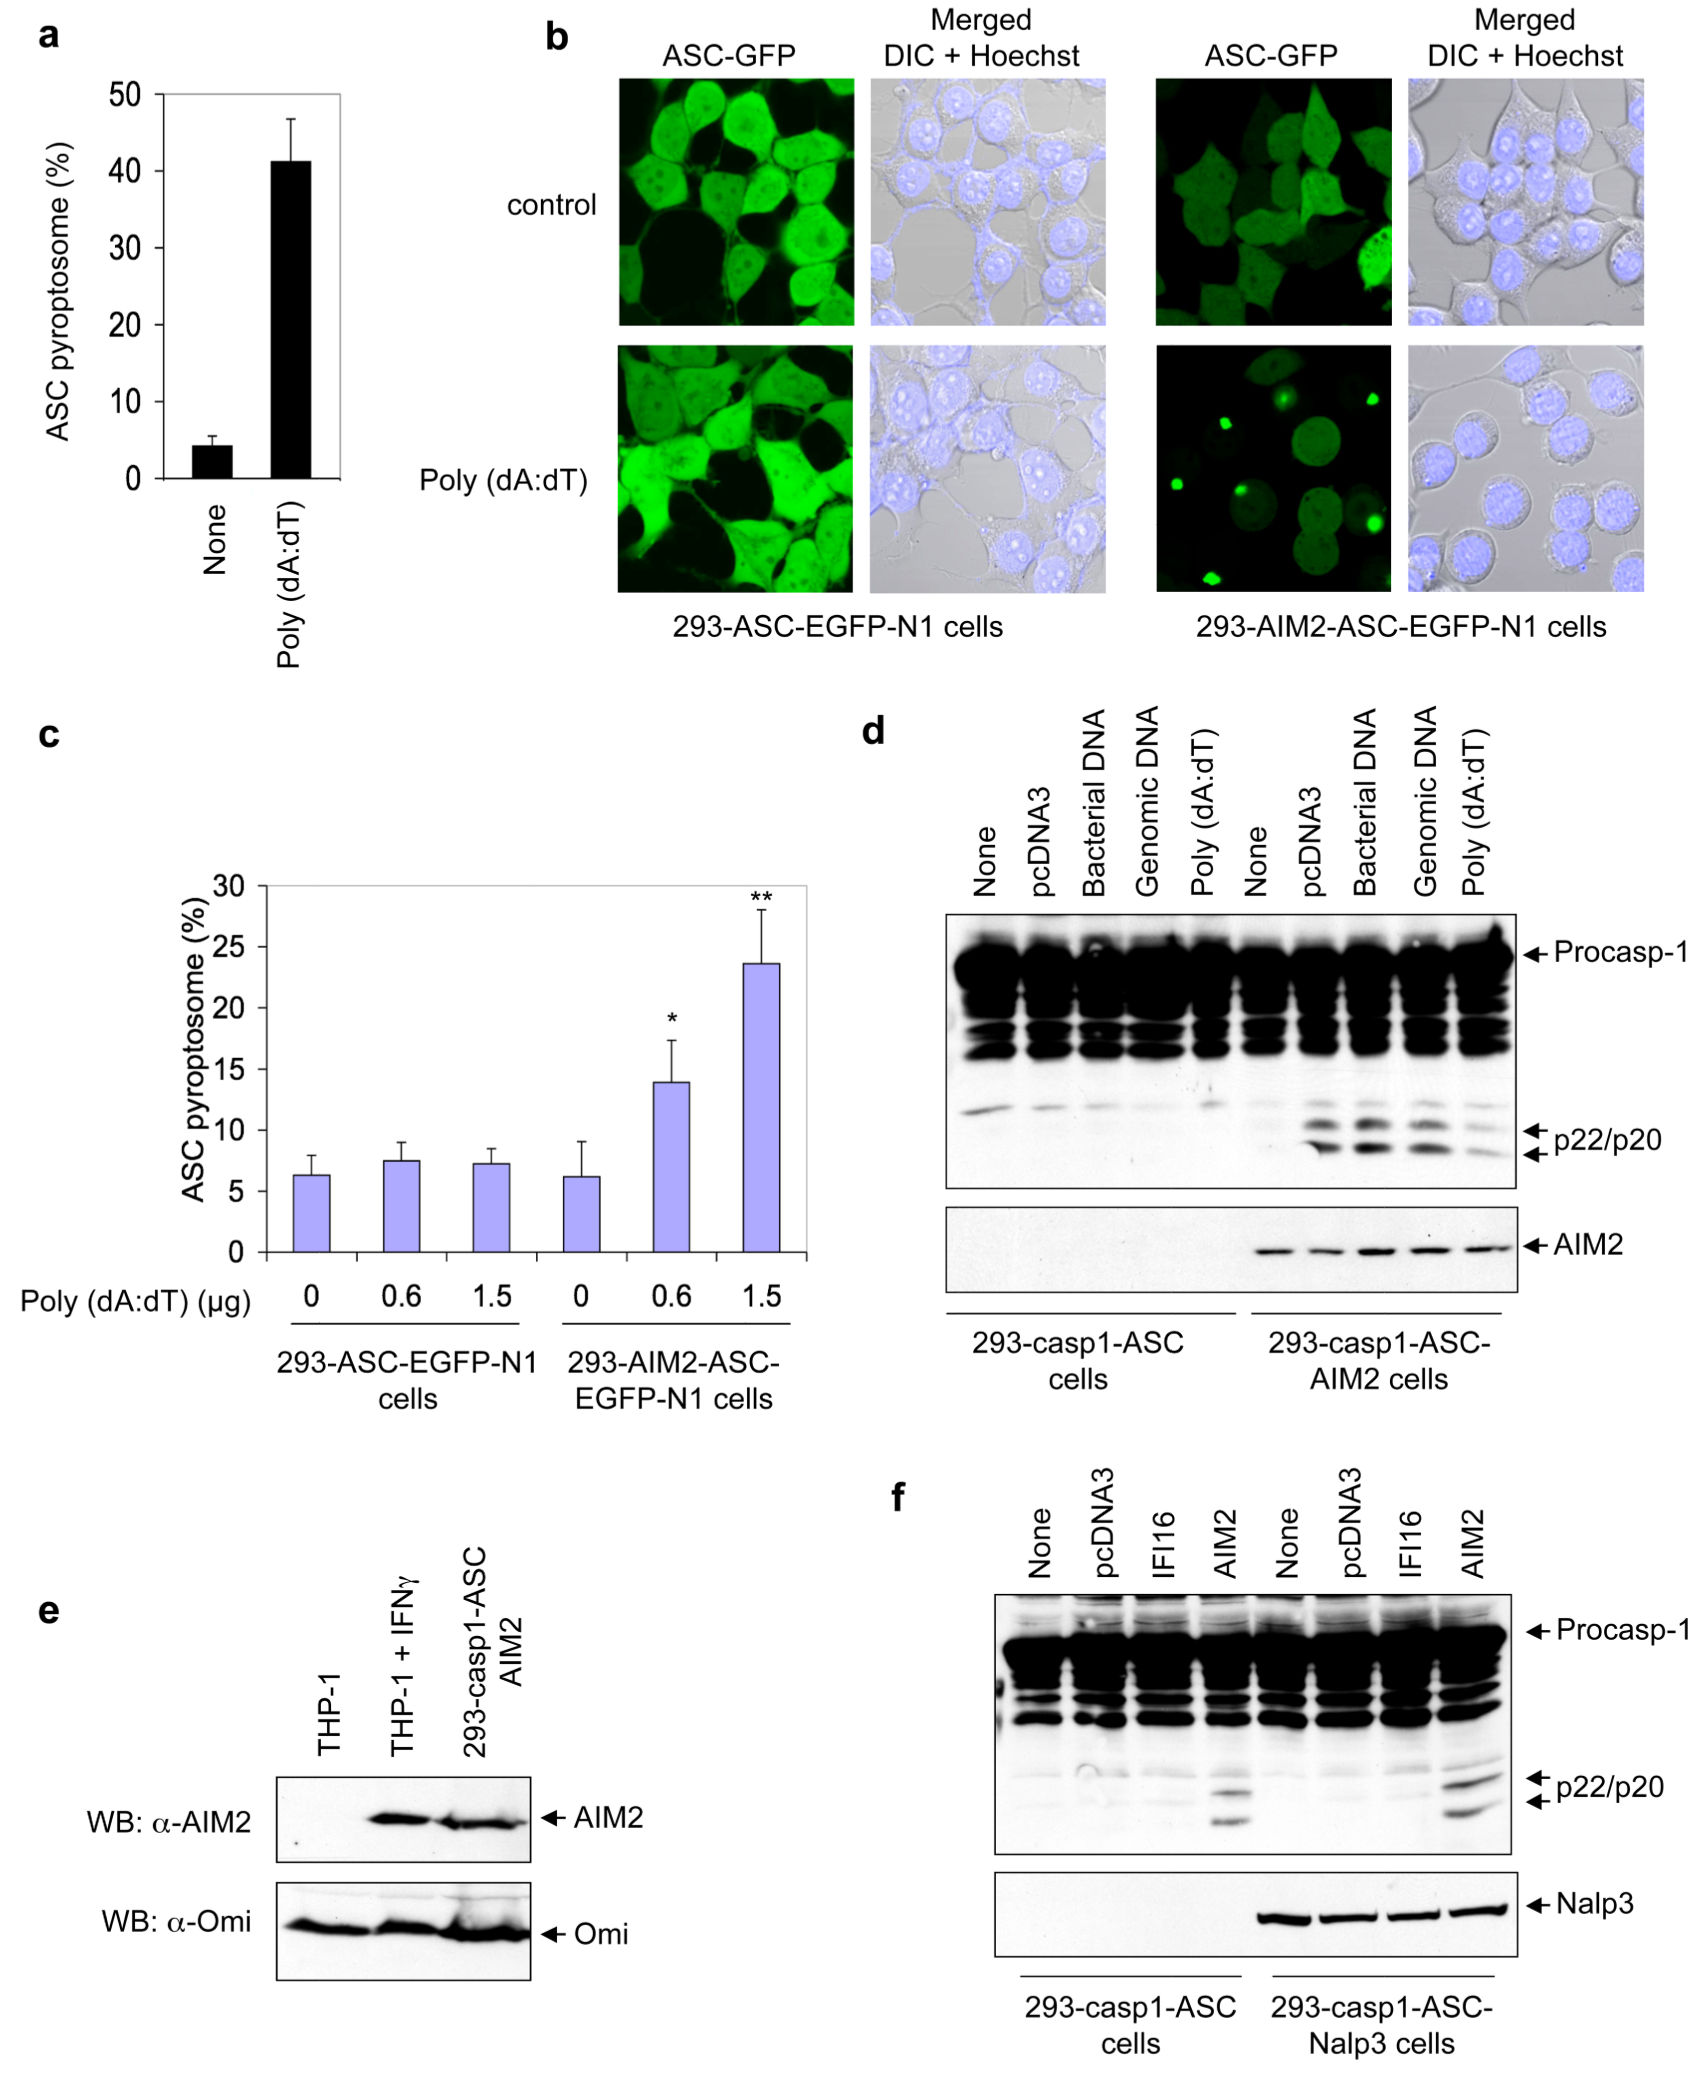 a
50
40
30
20
10
0
ASC pyroptosome (%)
None
Poly (dA:dT)
b
ASC-GFP
Merged
DIC + Hoechst
ASC-GFP
Merged
DIC + Hoechst
control
Poly (dA:dT)
293-ASC-EGFP-N1 cells
293-AIM2-ASC-EGFP-N1 cells
c
30
25
20
15
10
5
0
ASC pyroptosome (%)
*
**
Poly (dA:dT) (µg)
0 0.6 1.5 0 0.6 1.5
293-ASC-EGFP-N1
cells
293-AIM2-ASC-
EGFP-N1 cells
d
None
pcDNA3
Bacterial DNA
Genomic DNA
Poly (dA:dT)
None
pcDNA3
Bacterial DNA
Genomic DNA
Poly (dA:dT)
Procasp-1
p22/p20
AIM2
293-casp1-ASC
cells
293-casp1-ASC-
AIM2 cells
e
THP-1
THP-1 + IFNγ
293-casp1-ASC
AIM2
WB: α-AIM2
AIM2
WB: α-Omi
Omi
f
None
pcDNA3
IFI16
AIM2
None
pcDNA3
IFI16
AIM2
Procasp-1
p22/p20
Nalp3
293-casp1-ASC
cells
293-casp1-ASC-
Nalp3 cells